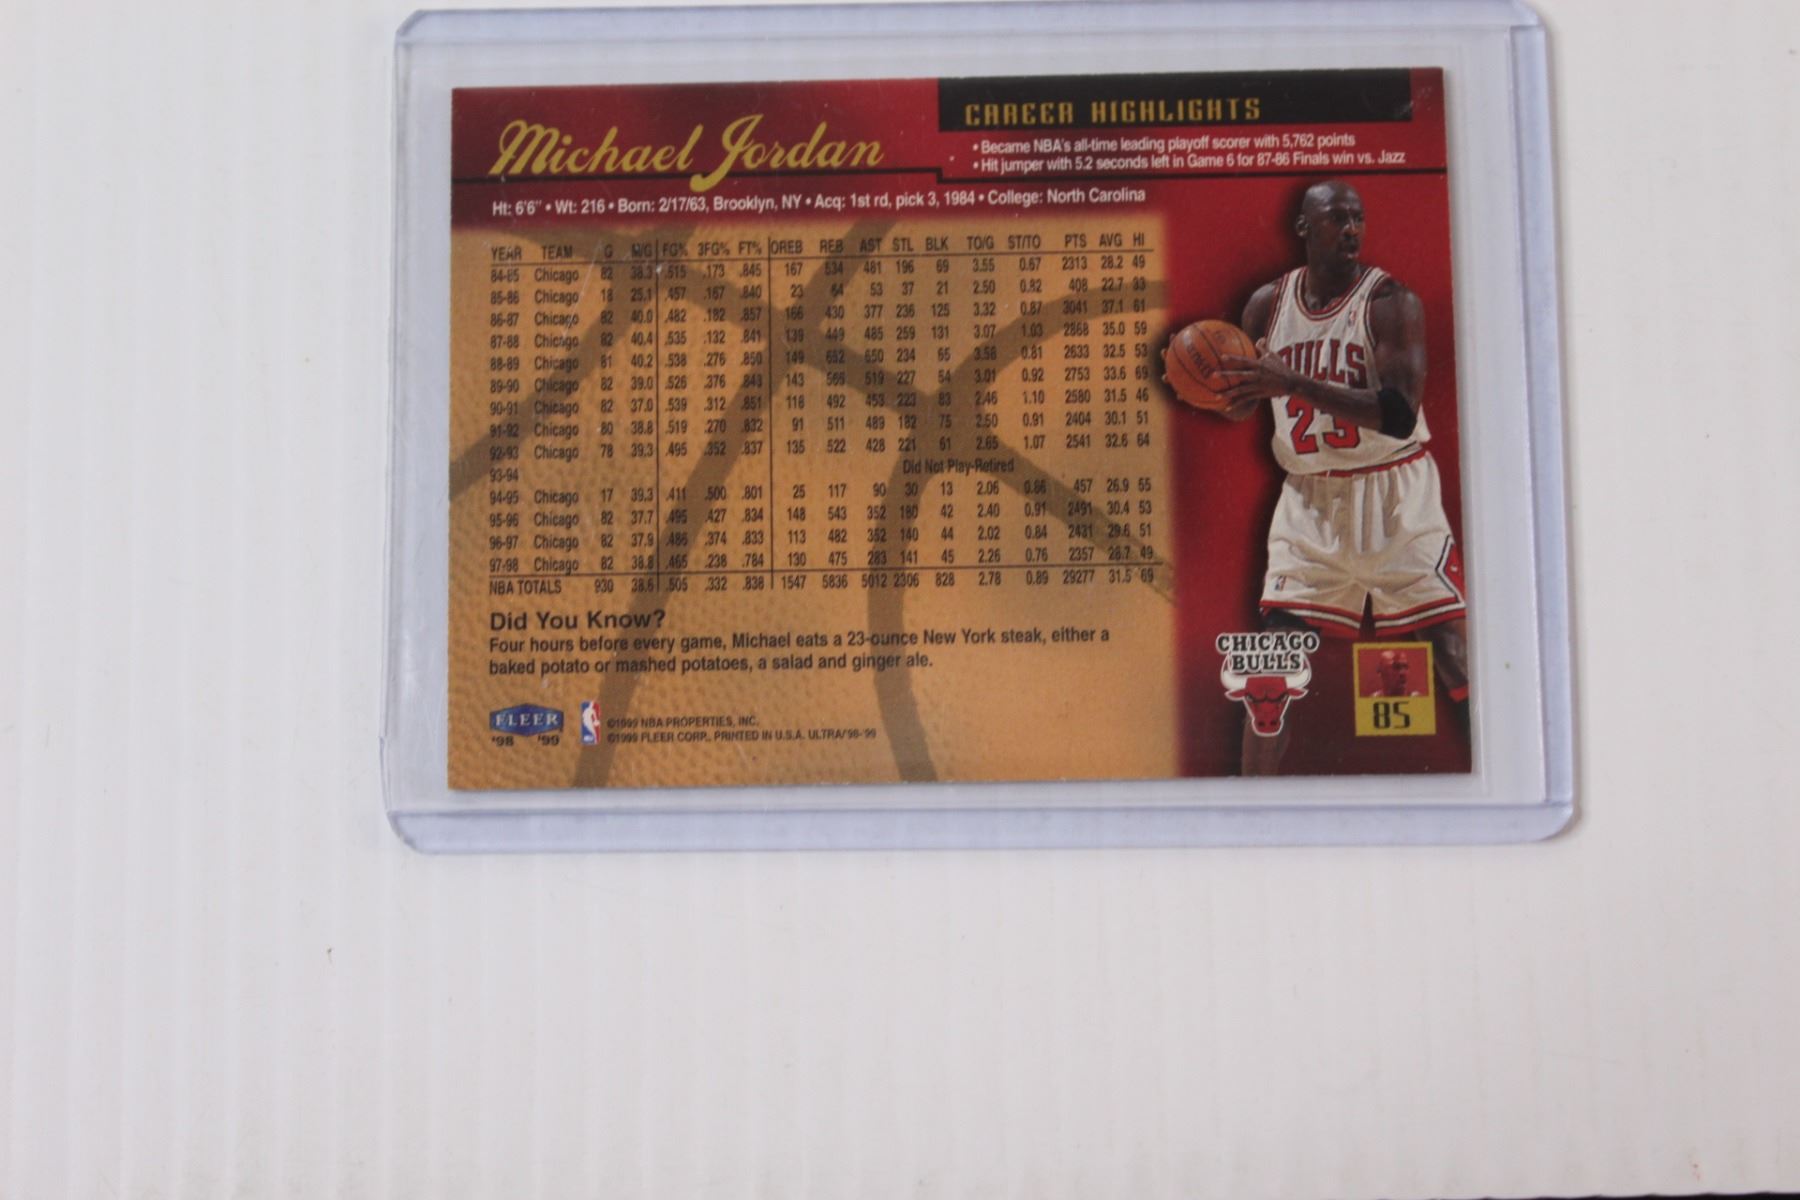 Michael Jordan
CAREER HIGHLIGHTS
• Became NBA's all-time leading playoff scorer with 5,762 points
• Hit jumper with 5.2 seconds left in Game 6 for 87-86 Finals win vs. Jazz
Ht: 6'6" • Wt: 216 • Born: 2/17/63, Brooklyn, NY • Acq: 1st rd, pick 3, 1984 • College: North Carolina
YEAR TEAM G M/G FG% 3FG% FT% OREB REB AST STL BLK TO/G ST/TO PTS AVG HI
84-85 Chicago 82 38.3 .515 .173 .845 167 534 481 196 69 3.55 0.67 2313 28.2 49
85-86 Chicago 18 25.1 .457 .167 .840 23 64 53 37 21 2.50 0.82 408 22.7 33
86-87 Chicago 82 40.0 .482 .182 .857 166 430 377 236 125 3.32 0.87 3041 37.1 61
87-88 Chicago 82 40.4 .535 .132 .841 139 449 485 259 131 3.07 1.03 2868 35.0 59
88-89 Chicago 81 40.2 .538 .276 .850 149 652 650 234 65 3.58 0.81 2633 32.5 53
89-90 Chicago 82 39.0 .526 .376 .848 143 565 519 227 54 3.01 0.92 2753 33.6 69
90-91 Chicago 82 37.0 .539 .312 .851 118 492 453 223 83 2.46 1.10 2580 31.5 46
91-92 Chicago 80 38.8 .519 .270 .832 91 511 489 182 75 2.50 0.91 2404 30.1 51
92-93 Chicago 78 39.3 .495 .352 .837 135 522 428 221 61 2.65 1.07 2541 32.6 64
93-94 Did Not Play-Retired
94-95 Chicago 17 39.3 .411 .500 .801 25 117 90 30 13 2.06 0.86 457 26.9 55
95-96 Chicago 82 37.7 .495 .427 .834 148 543 352 180 42 2.40 0.91 2491 30.4 53
96-97 Chicago 82 37.9 .486 .374 .833 113 482 352 140 44 2.02 0.84 2431 29.6 51
97-98 Chicago 82 38.8 .465 .238 .784 130 475 283 141 45 2.26 0.76 2357 28.7 49
NBA TOTALS 930 38.6 .505 .332 .838 1547 5836 5012 2306 828 2.78 0.89 29277 31.5 69
Did You Know?
Four hours before every game, Michael eats a 23-ounce New York steak, either a
baked potato or mashed potatoes, a salad and ginger ale.
FLEER
'98 '99
©1999 NBA PROPERTIES, INC.
©1999 FLEER CORP., PRINTED IN U.S.A. ULTRA/'98-'99
BULLS
23
CHICAGO
BULLS
85